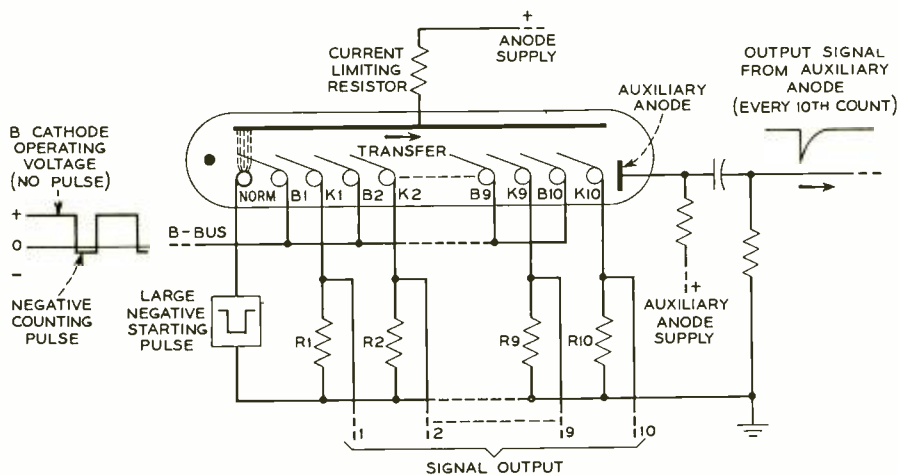 +
ANODE
SUPPLY
CURRENT
LIMITING
RESISTOR
OUTPUT SIGNAL
FROM AUXILIARY
ANODE
(EVERY 10TH COUNT)
AUXILIARY
ANODE
B CATHODE
OPERATING
VOLTAGE
(NO PULSE)
TRANSFER
NORM B1 K1 B2 K2 B9 K9 B10 K10
+
0
−
B-BUS
NEGATIVE
COUNTING
PULSE
LARGE
NEGATIVE
STARTING
PULSE
+
AUXILIARY
ANODE
SUPPLY
R1 R2 R9 R10
1 2 9 10
SIGNAL OUTPUT